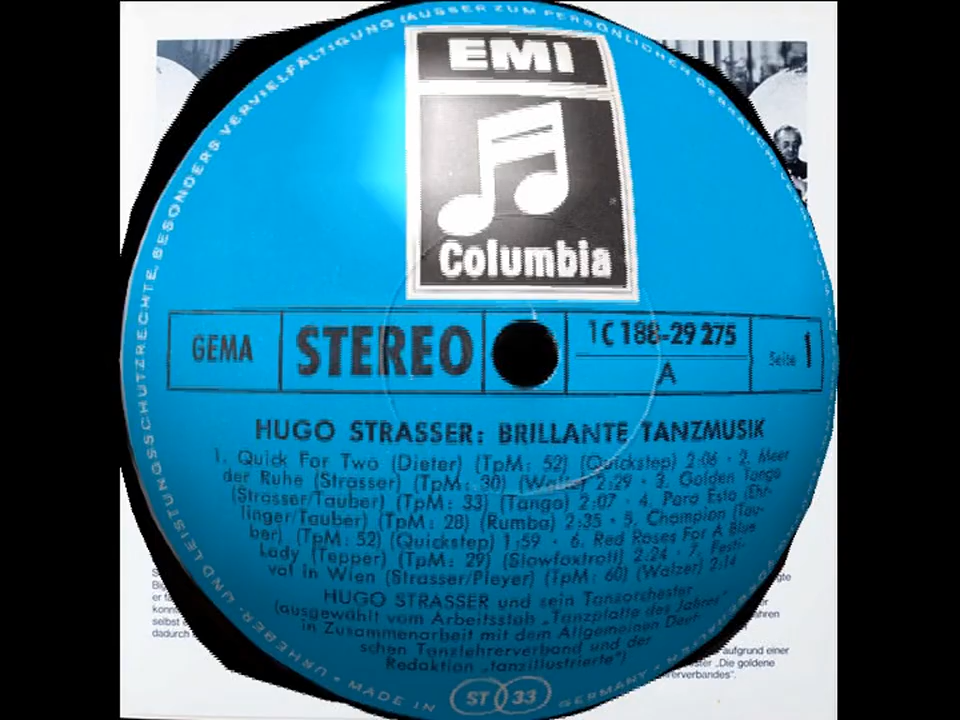 EMI
Columbia
GEMA
STEREO
1C 188-29 275
A
Seite 1
HUGO STRASSER: BRILLANTE TANZMUSIK
1. Quick For Two (Dieter) (TpM: 52) (Quickstep) 2:06 · 2. Meer
der Ruhe (Strasser) (TpM: 30) (Walzer) 2:29 · 3. Golden Tango
(Strasser/Tauber) (TpM: 33) (Tango) 2:07 · 4. Para Esto (Ehr-
linger/Tauber) (TpM: 28) (Rumba) 2:35 · 5. Champion (Tau-
ber) (TpM: 52) (Quickstep) 1:59 · 6. Red Roses For A Blue
Lady (Tepper) (TpM: 29) (Slowfoxtrott) 2:24 · 7. Festi-
val in Wien (Strasser/Pleyer) (TpM: 60) (Walzer) 2:14
HUGO STRASSER und sein Tanzorchester
(ausgewählt vom Arbeitsstab „Tanzplatte des Jahres"
in Zusammenarbeit mit dem Allgemeinen Deut-
schen Tanzlehrerverband und der
Redaktion „tanzillustrierte")
ST 33
URHEBER- UND LEISTUNGSSCHUTZRECHTE, BESONDERS VERVIELFÄLTIGUNG (AUSSER ZUM PERSÖNLICHEN GEBRAUCH)
MADE IN GERMANY
selbst
dadurch
aufgrund einer
„Die goldene